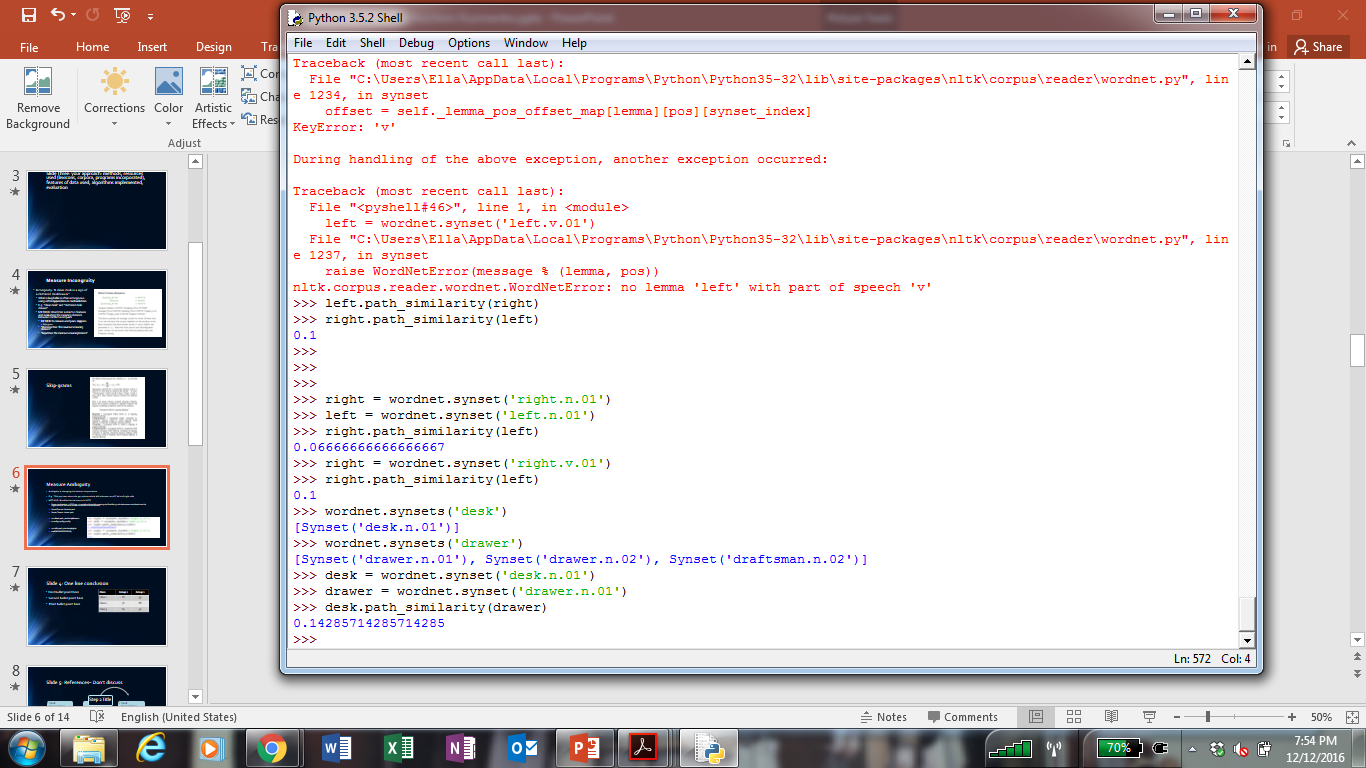 Python 3.5.2 Shell
File Home Insert Design Tra
in Share
File Edit Shell Debug Options Window Help
Remove Background
Corrections
Color
Artistic Effects
Adjust
Traceback (most recent call last):
  File "C:\Users\Ella\AppData\Local\Programs\Python\Python35-32\lib\site-packages\nltk\corpus\reader\wordnet.py", lin
e 1234, in synset
    offset = self._lemma_pos_offset_map[lemma][pos][synset_index]
KeyError: 'v'
During handling of the above exception, another exception occurred:
Traceback (most recent call last):
  File "<pyshell#46>", line 1, in <module>
    left = wordnet.synset('left.v.01')
  File "C:\Users\Ella\AppData\Local\Programs\Python\Python35-32\lib\site-packages\nltk\corpus\reader\wordnet.py", lin
e 1237, in synset
    raise WordNetError(message % (lemma, pos))
nltk.corpus.reader.wordnet.WordNetError: no lemma 'left' with part of speech 'v'
>>> left.path_similarity(right)
>>> right.path_similarity(left)
0.1
>>>
>>>
>>>
>>> right = wordnet.synset('right.n.01')
>>> left = wordnet.synset('left.n.01')
>>> right.path_similarity(left)
0.06666666666666667
>>> right = wordnet.synset('right.v.01')
>>> right.path_similarity(left)
0.1
>>> wordnet.synsets('desk')
[Synset('desk.n.01')]
>>> wordnet.synsets('drawer')
[Synset('drawer.n.01'), Synset('drawer.n.02'), Synset('draftsman.n.02')]
>>> desk = wordnet.synset('desk.n.01')
>>> drawer = wordnet.synset('drawer.n.01')
>>> desk.path_similarity(drawer)
0.14285714285714285
>>>
Ln: 572 Col: 4
3
4
Measure Incongruity
5
Skip-grams
6
Measure Ambiguity
7
Slide 4: One line conclusion
8
Slide 5: References- Don't discuss
Slide 6 of 14 English (United States)
Notes Comments 50%
70%
7:54 PM
12/12/2016